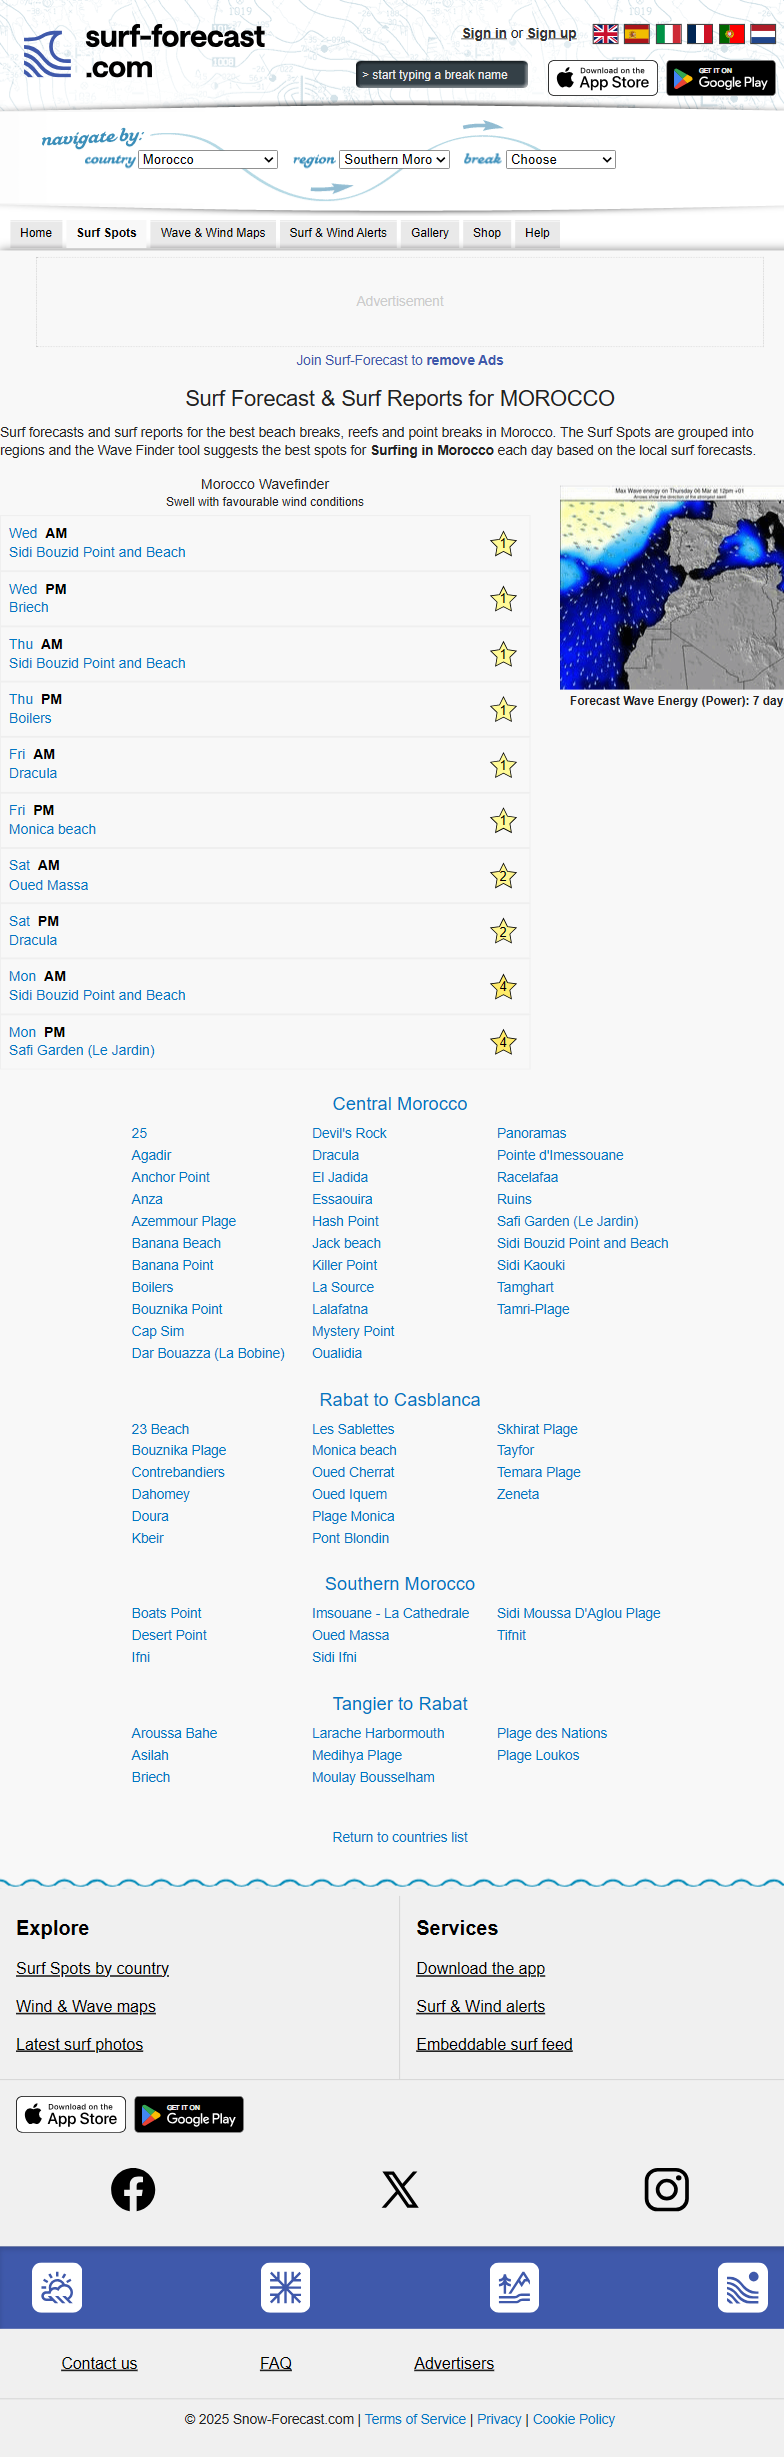 surf-forecast
.com
Sign in or Sign up
> start typing a break name
Download on the
App Store
GET IT ON
Google Play
navigate by:
country Morocco region Southern Moro break Choose
Home Surf Spots Wave & Wind Maps Surf & Wind Alerts Gallery Shop Help
Advertisement
Join Surf-Forecast to remove Ads
Surf Forecast & Surf Reports for MOROCCO
Surf forecasts and surf reports for the best beach breaks, reefs and point breaks in Morocco. The Surf Spots are grouped into
regions and the Wave Finder tool suggests the best spots for Surfing in Morocco each day based on the local surf forecasts.
Morocco Wavefinder
Swell with favourable wind conditions
Wed AM
Sidi Bouzid Point and Beach
1
Wed PM
Briech
1
Thu AM
Sidi Bouzid Point and Beach
1
Thu PM
Boilers
1
Fri AM
Dracula
1
Fri PM
Monica beach
1
Sat AM
Oued Massa
2
Sat PM
Dracula
2
Mon AM
Sidi Bouzid Point and Beach
4
Mon PM
Safi Garden (Le Jardin)
4
Max Wave energy on Thursday 06 Mar at 12pm +01
Arrows show the direction of the strongest swell
Forecast Wave Energy (Power): 7 day
Central Morocco
25 Devil's Rock Panoramas
Agadir Dracula Pointe d'Imessouane
Anchor Point El Jadida Racelafaa
Anza Essaouira Ruins
Azemmour Plage Hash Point Safi Garden (Le Jardin)
Banana Beach Jack beach Sidi Bouzid Point and Beach
Banana Point Killer Point Sidi Kaouki
Boilers La Source Tamghart
Bouznika Point Lalafatna Tamri-Plage
Cap Sim Mystery Point
Dar Bouazza (La Bobine) Oualidia
Rabat to Casblanca
23 Beach Les Sablettes Skhirat Plage
Bouznika Plage Monica beach Tayfor
Contrebandiers Oued Cherrat Temara Plage
Dahomey Oued Iquem Zeneta
Doura Plage Monica
Kbeir Pont Blondin
Southern Morocco
Boats Point Imsouane - La Cathedrale Sidi Moussa D'Aglou Plage
Desert Point Oued Massa Tifnit
Ifni Sidi Ifni
Tangier to Rabat
Aroussa Bahe Larache Harbormouth Plage des Nations
Asilah Medihya Plage Plage Loukos
Briech Moulay Bousselham
Return to countries list
Explore
Surf Spots by country
Wind & Wave maps
Latest surf photos
Services
Download the app
Surf & Wind alerts
Embeddable surf feed
Download on the
App Store
GET IT ON
Google Play
Contact us FAQ Advertisers
© 2025 Snow-Forecast.com | Terms of Service | Privacy | Cookie Policy